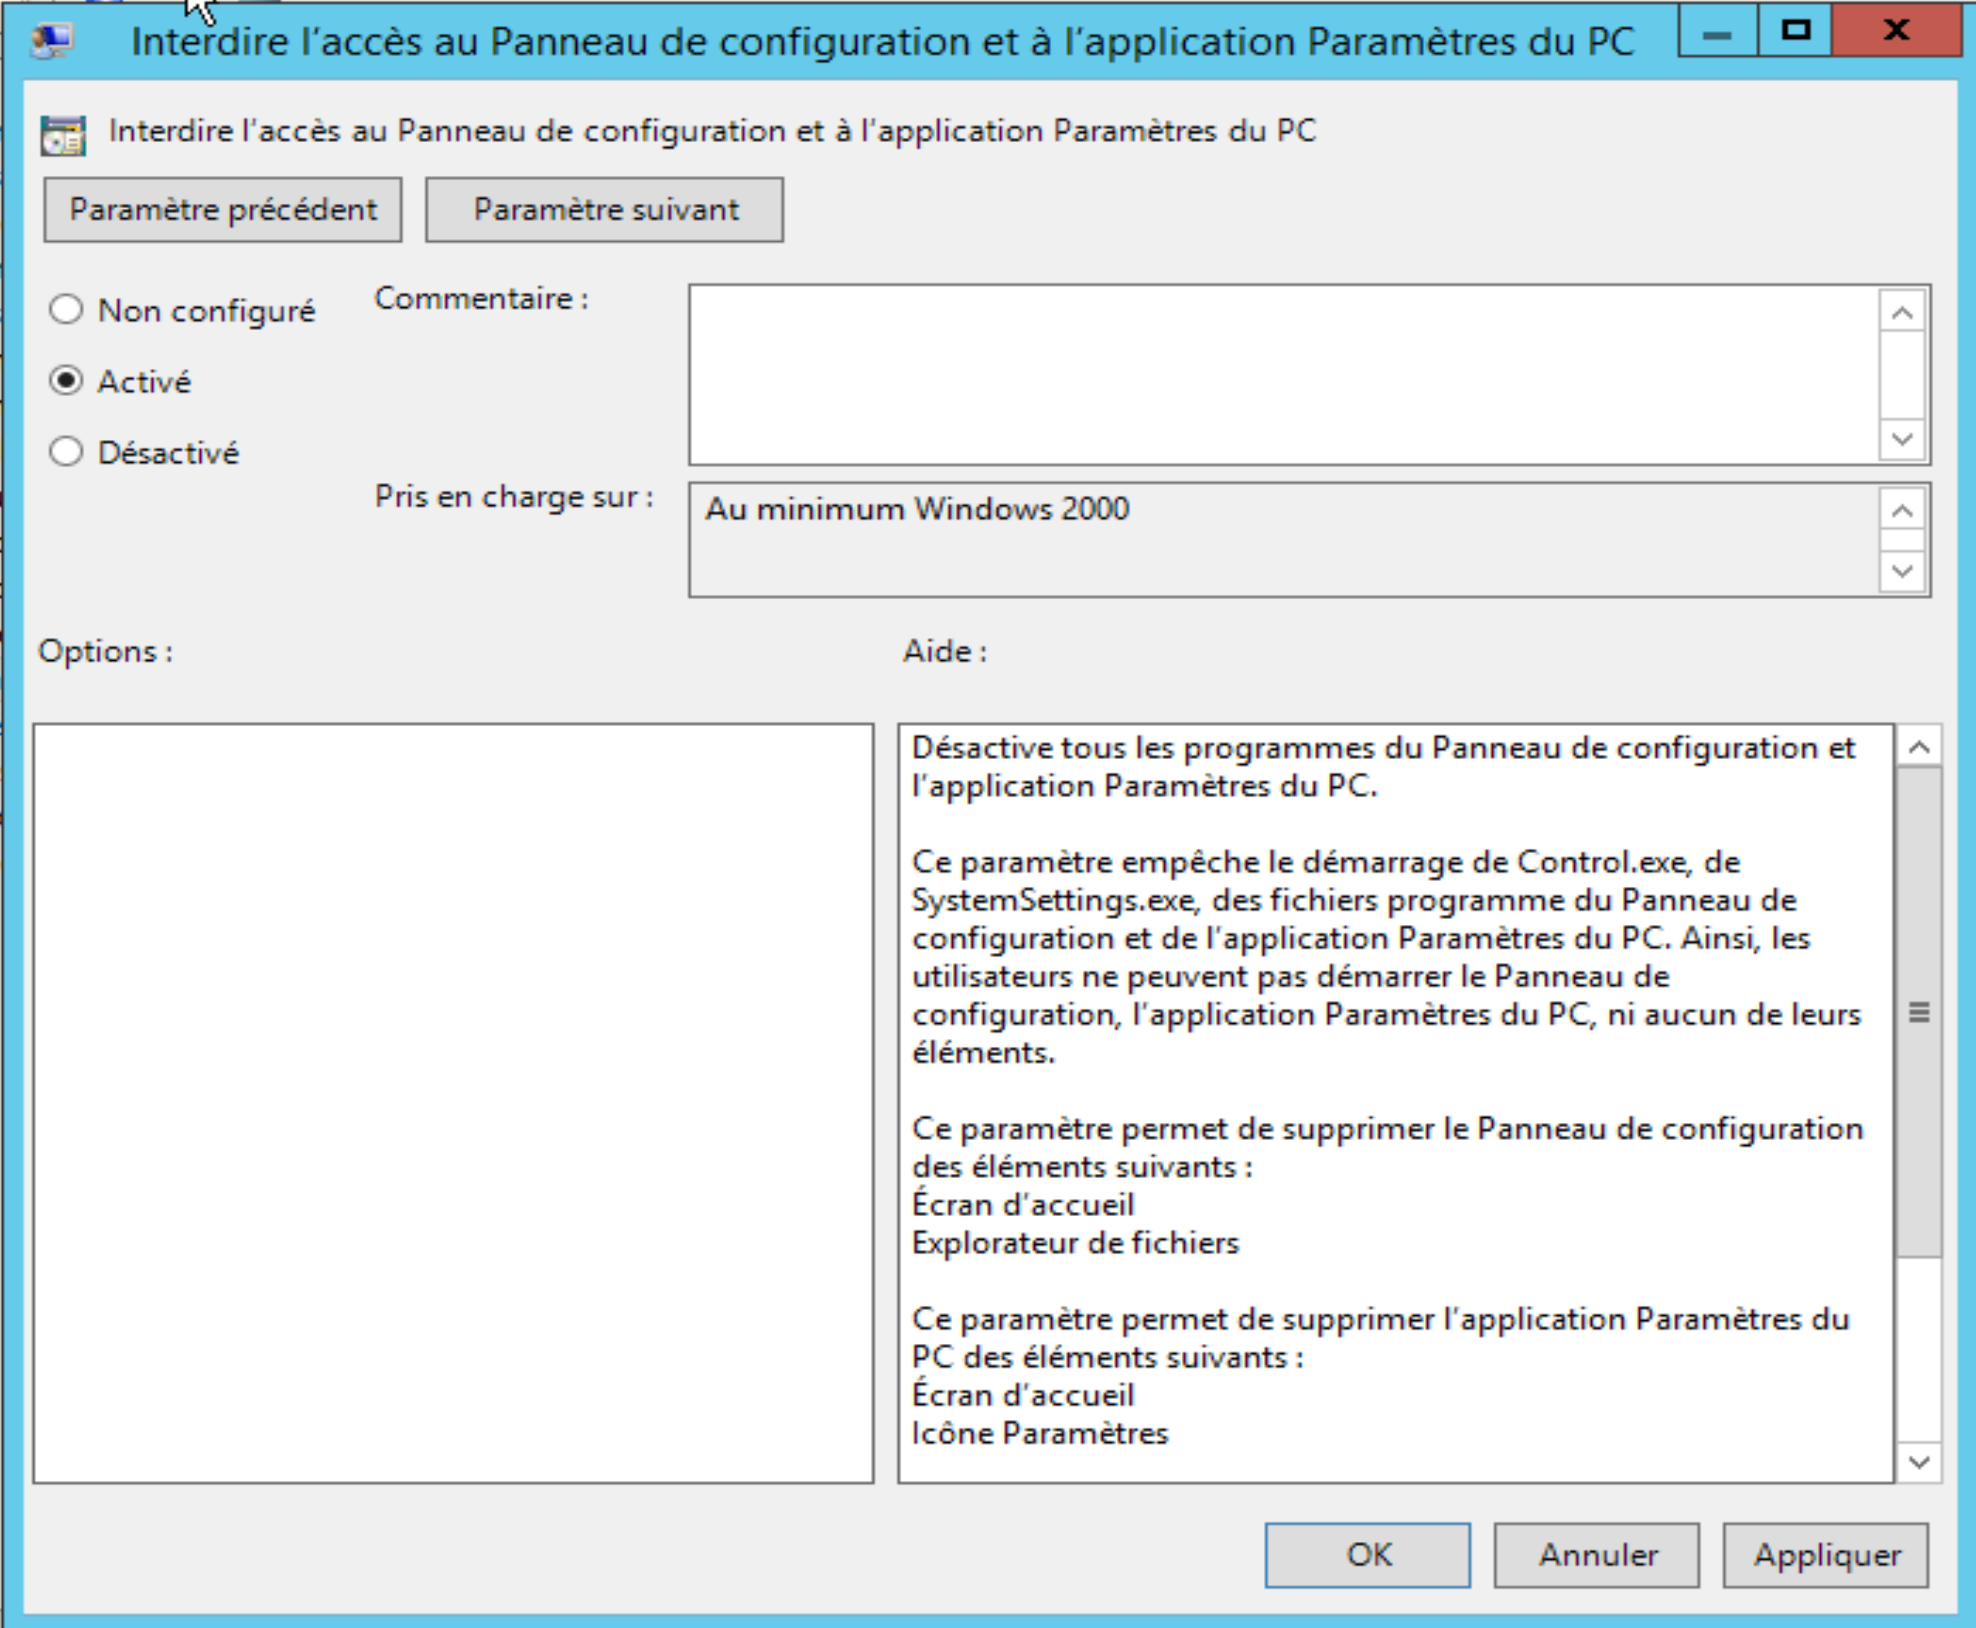 Interdire l'accès au Panneau de configuration et à l'application Paramètres du PC
Interdire l'accès au Panneau de configuration et à l'application Paramètres du PC
Paramètre précédent
Paramètre suivant
Non configuré
Commentaire :
Activé
Désactivé
Pris en charge sur :
Au minimum Windows 2000
Options :
Aide :
Désactive tous les programmes du Panneau de configuration et
l'application Paramètres du PC.
Ce paramètre empêche le démarrage de Control.exe, de
SystemSettings.exe, des fichiers programme du Panneau de
configuration et de l'application Paramètres du PC. Ainsi, les
utilisateurs ne peuvent pas démarrer le Panneau de
configuration, l'application Paramètres du PC, ni aucun de leurs
éléments.
Ce paramètre permet de supprimer le Panneau de configuration
des éléments suivants :
Écran d'accueil
Explorateur de fichiers
Ce paramètre permet de supprimer l'application Paramètres du
PC des éléments suivants :
Écran d'accueil
Icône Paramètres
OK
Annuler
Appliquer